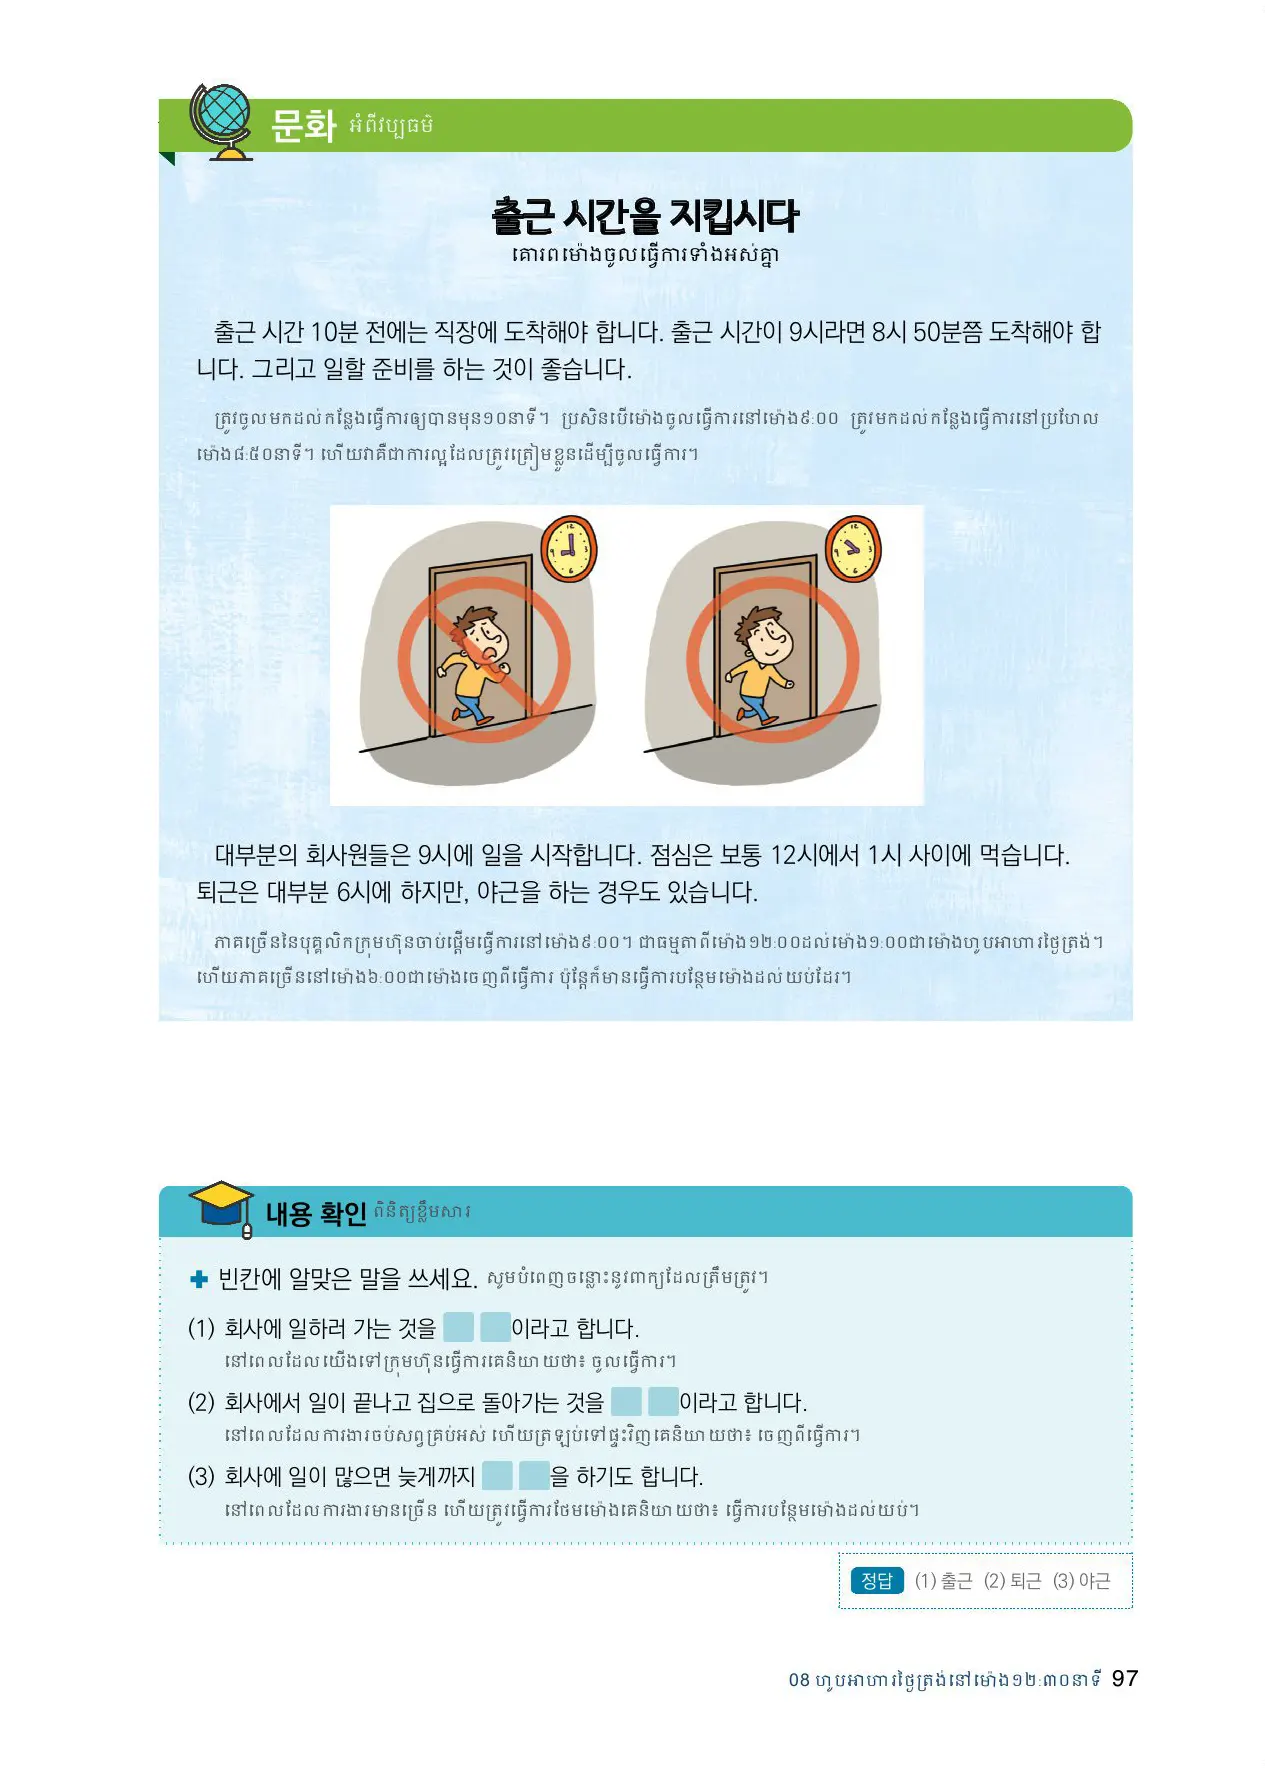 문화 អំពីវប្បធម៌
출근 시간을 지킵시다
គោរពម៉ោងចូលធ្វើការទាំងអស់គ្នា
출근 시간 10분 전에는 직장에 도착해야 합니다. 출근 시간이 9시라면 8시 50분쯤 도착해야 합
니다. 그리고 일할 준비를 하는 것이 좋습니다.
ត្រូវចូលមកដល់កន្លែងធ្វើការឲ្យបានមុន១០នាទី។ ប្រសិនបើម៉ោងចូលធ្វើការនៅម៉ោង៩:០០ ត្រូវមកដល់កន្លែងធ្វើការនៅប្រហែល
ម៉ោង៨:៥០នាទី។ ហើយវាគឺជាការល្អដែលត្រូវត្រៀមខ្លួនដើម្បីចូលធ្វើការ។
12 12
9 3 9 3
6 6
대부분의 회사원들은 9시에 일을 시작합니다. 점심은 보통 12시에서 1시 사이에 먹습니다.
퇴근은 대부분 6시에 하지만, 야근을 하는 경우도 있습니다.
ភាគច្រើននៃបុគ្គលិកក្រុមហ៊ុនចាប់ផ្តើមធ្វើការនៅម៉ោង៩:០០។ ជាធម្មតាពីម៉ោង១២:០០ដល់ម៉ោង១:០០ជាម៉ោងហូបអាហារថ្ងៃត្រង់។
ហើយភាគច្រើននៅម៉ោង៦:០០ជាម៉ោងចេញពីធ្វើការ ប៉ុន្តែក៏មានធ្វើការបន្ថែមម៉ោងដល់យប់ដែរ។
내용 확인 ពិនិត្យខ្លឹមសារ
빈칸에 알맞은 말을 쓰세요. សូមបំពេញចន្លោះនូវពាក្យដែលត្រឹមត្រូវ។
(1) 회사에 일하러 가는 것을 이라고 합니다.
នៅពេលដែលយើងទៅក្រុមហ៊ុនធ្វើការគេនិយាយថា៖ ចូលធ្វើការ។
(2) 회사에서 일이 끝나고 집으로 돌아가는 것을 이라고 합니다.
នៅពេលដែលការងារចប់សព្វគ្រប់អស់ ហើយត្រឡប់ទៅផ្ទះវិញគេនិយាយថា៖ ចេញពីធ្វើការ។
(3) 회사에 일이 많으면 늦게까지 을 하기도 합니다.
នៅពេលដែលការងារមានច្រើន ហើយត្រូវធ្វើការថែមម៉ោងគេនិយាយថា៖ ធ្វើការបន្ថែមម៉ោងដល់យប់។
정답 (1) 출근 (2) 퇴근 (3) 야근
08 ហូបអាហារថ្ងៃត្រង់នៅម៉ោង១២:៣០នាទី 97